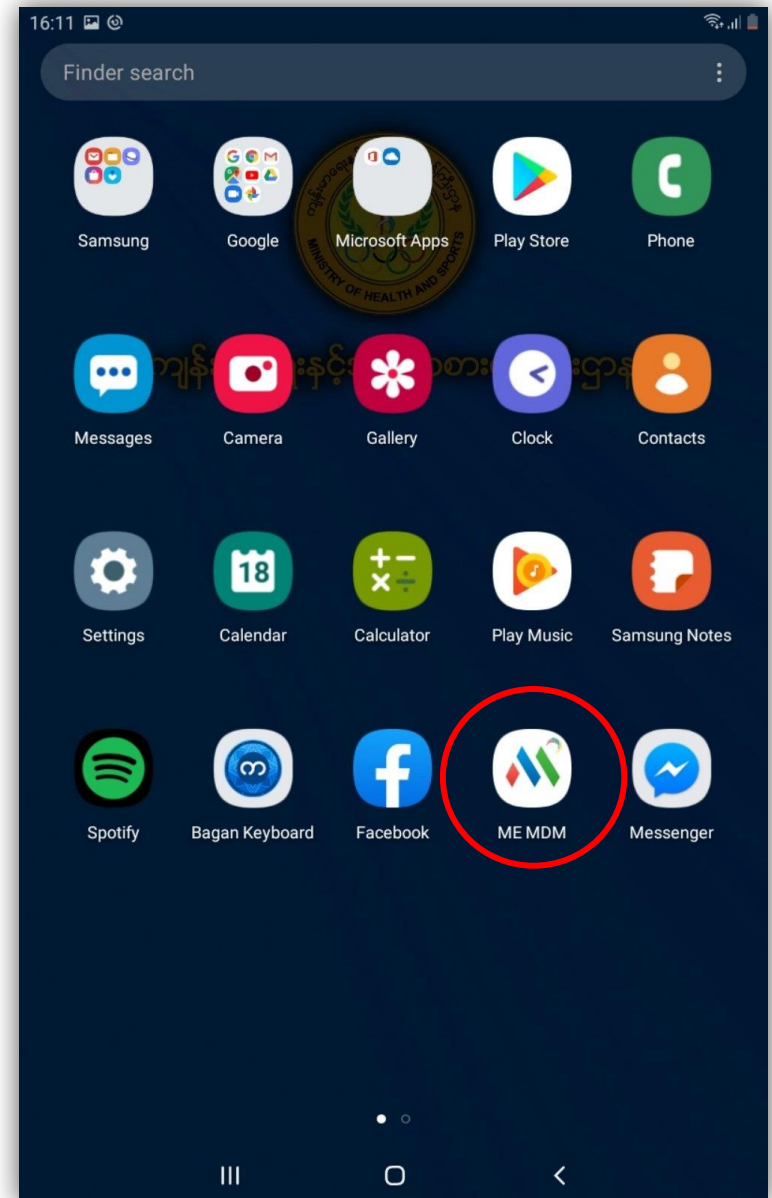 16:11
Finder search
Samsung
Google
Microsoft Apps
Play Store
Phone
MINISTRY OF HEALTH AND SPORTS
Messages
Camera
Gallery
Clock
Contacts
18
Settings
Calendar
Calculator
Play Music
Samsung Notes
Spotify
Bagan Keyboard
Facebook
ME MDM
Messenger